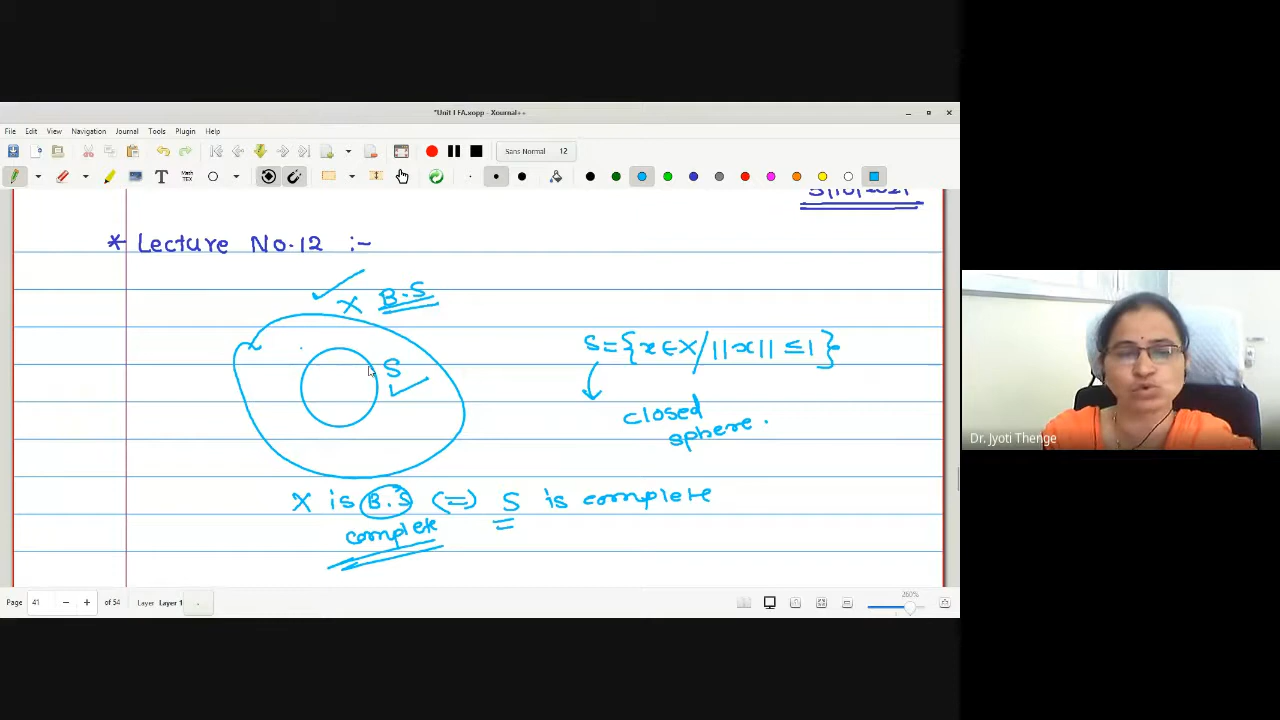 *Unit I FA.xopp - Xournal++
File Edit View Navigation Journal Tools Plugin Help
Sans Normal 12
* Lecture No.12 :-
X B.S
S
S={x∈X/||x||≤1}
closed
sphere.
X is B.S (=) S is complete
complete
Dr. Jyoti Thenge
Page 41 of 54 Layer Layer 1
260%